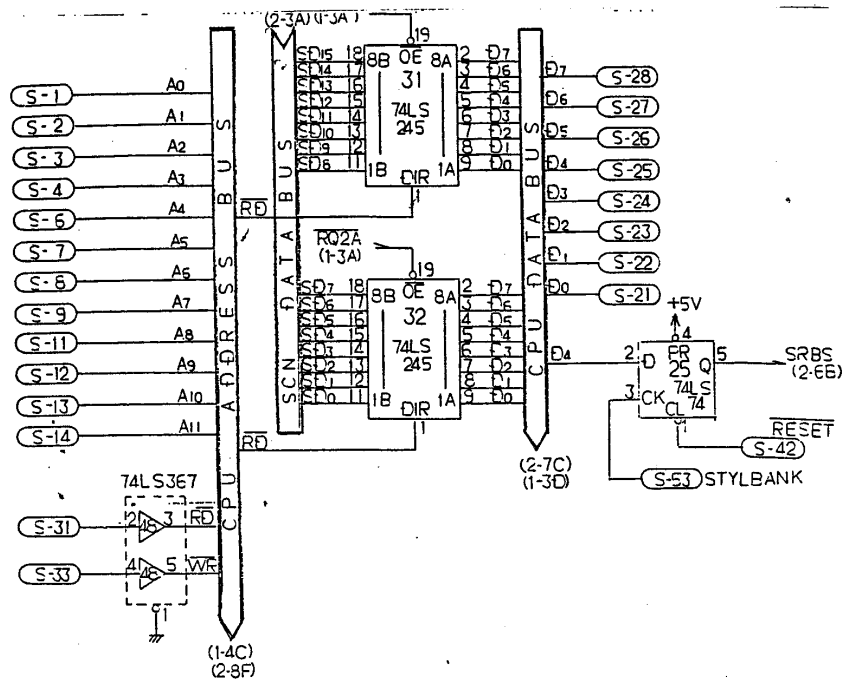 (2-3A) (1-3A)
S-1 A0
S-2 A1
S-3 A2
S-4 A3
S-6 A4
S-7 A5
S-8 A6
S-9 A7
S-11 A8
S-12 A9
S-13 A10
S-14 A11
CPU ADDRESS BUS
RD
RD
74LS367
S-31 2 48 3 RD
S-33 4 48 5 WR
1
(1-4C)
(2-8F)
SCN DATA BUS
19
OE
31
74LS
245
8B 8A
1B 1A
DIR
1
SD15 18 2 D7
SD14 17 3 D6
SD13 16 4 D5
SD12 15 5 D4
SD11 14 6 D3
SD10 13 7 D2
SD9 12 8 D1
SD8 11 9 D0
RQ2A
(1-3A)
19
OE
32
74LS
245
8B 8A
1B 1A
DIR
1
SD7 18 2 D7
SD6 17 3 D6
SD5 16 4 D5
SD4 15 5 D4
SD3 14 6 D3
SD2 13 7 D2
SD1 12 8 D1
SD0 11 9 D0
CPU DATA BUS
D7 S-28
D6 S-27
D5 S-26
D4 S-25
D3 S-24
D2 S-23
D1 S-22
D0 S-21
(2-7C)
(1-3D)
+5V
4
D4 2 D PR Q 5
25
74LS
74
3 CK
CL
1
SRBS
(2-6B)
RESET
S-42
S-53 STYLBANK